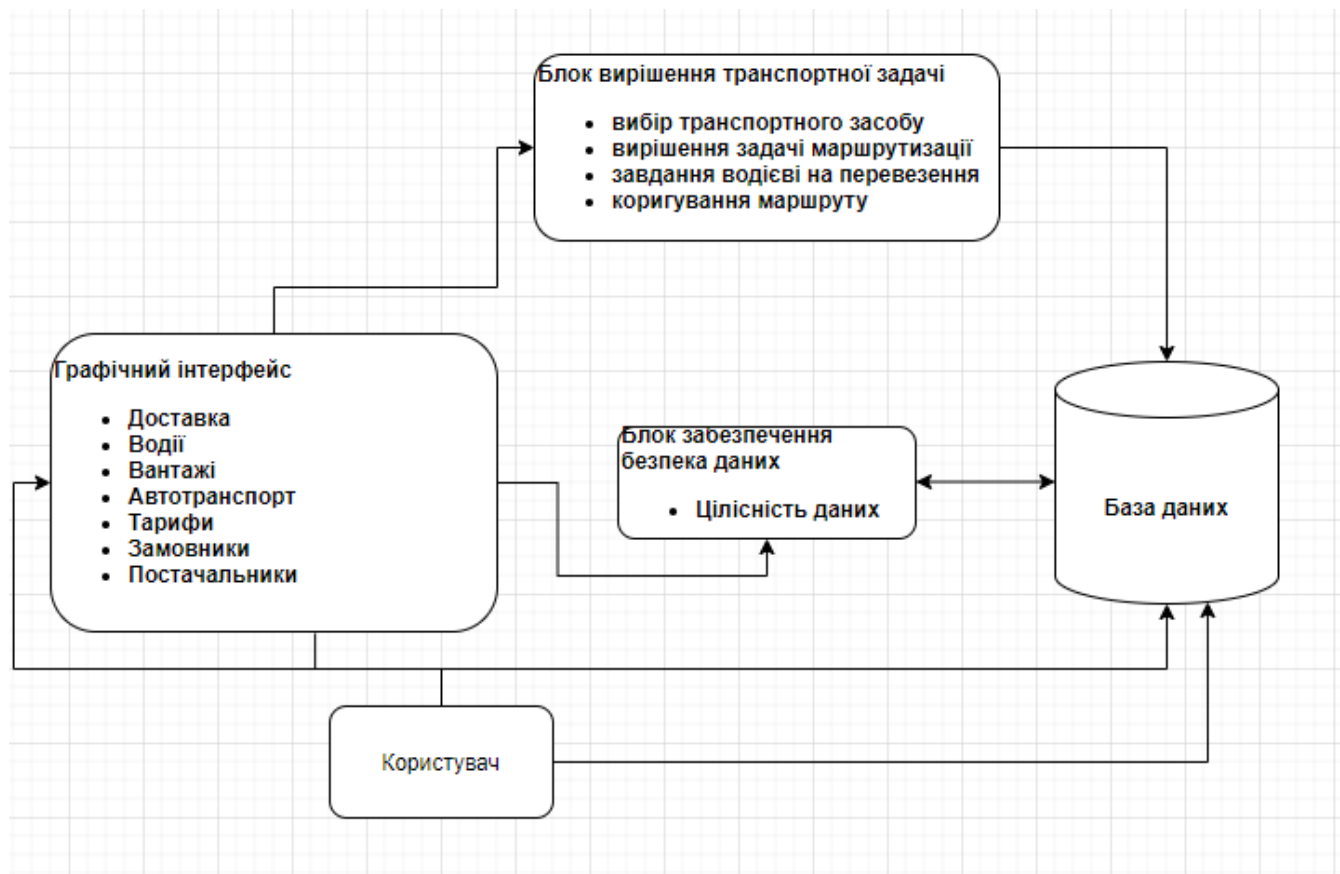 Блок вирішення транспортної задачі
• вибір транспортного засобу
• вирішення задачі маршрутизації
• завдання водієві на перевезення
• коригування маршруту
Графічний інтерфейс
• Доставка
• Водії
• Вантажі
• Автотранспорт
• Тарифи
• Замовники
• Постачальники
Блок забезпечення
безпека даних
• Цілісність даних
База даних
Користувач